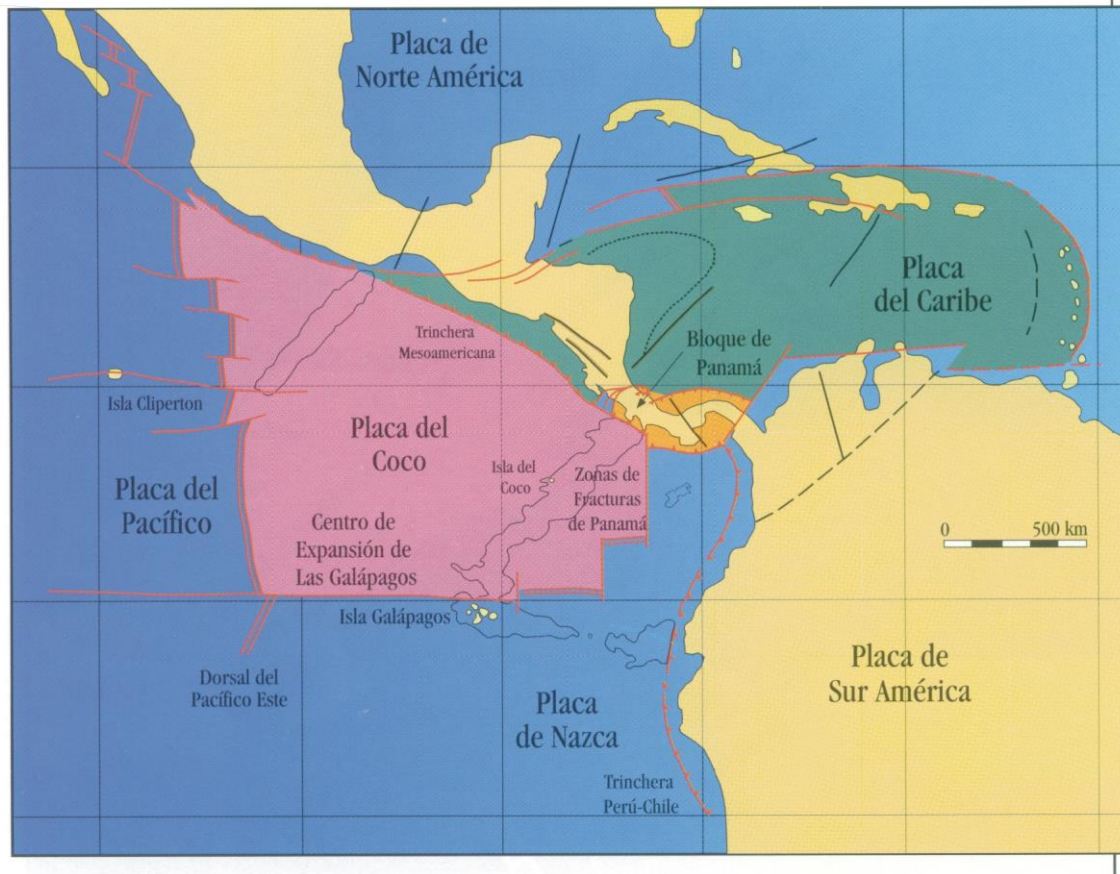 Placa de
Norte América
Placa
del Caribe
Trinchera
Mesoamericana
Bloque de
Panamá
Isla Cliperton
Placa del
Coco
Isla del
Coco
Zonas de
Fracturas
de Panamá
Placa del
Pacífico
Centro de
Expansión de
Las Galápagos
0 500 km
Isla Galápagos
Dorsal del
Pacífico Este
Placa
de Nazca
Placa de
Sur América
Trinchera
Perú-Chile